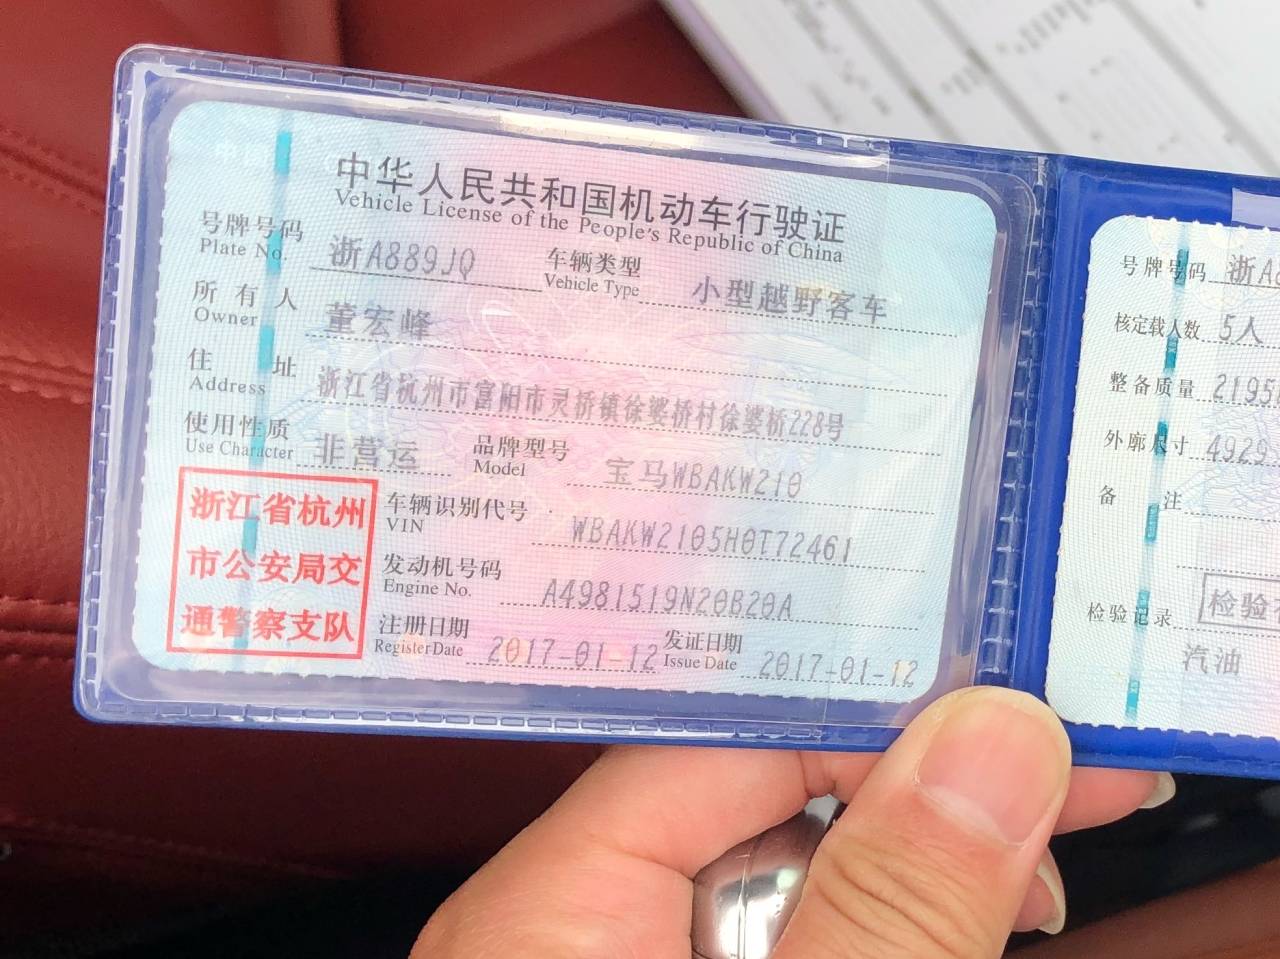 中华人民共和国机动车行驶证
Vehicle License of the People's Republic of China
号牌号码 浙A889JQ 车辆类型 小型越野客车
Plate No. Vehicle Type
所有人 董宏峰
Owner
住址 浙江省杭州市富阳市灵桥镇徐婆桥村徐婆桥228号
Address
使用性质 非营运 品牌型号 宝马WBAKW210
Use Character Model
浙江省杭州
市公安局交
通警察支队
车辆识别代号 WBAKW2105H0T72461
VIN
发动机号码 A4981519N20B20A
Engine No.
注册日期 2017-01-12 发证日期 2017-01-12
Register Date Issue Date
号牌号码 浙A
核定载人数 5人
整备质量 2195
外廓尺寸 4929
备注
检验记录 检验
汽油